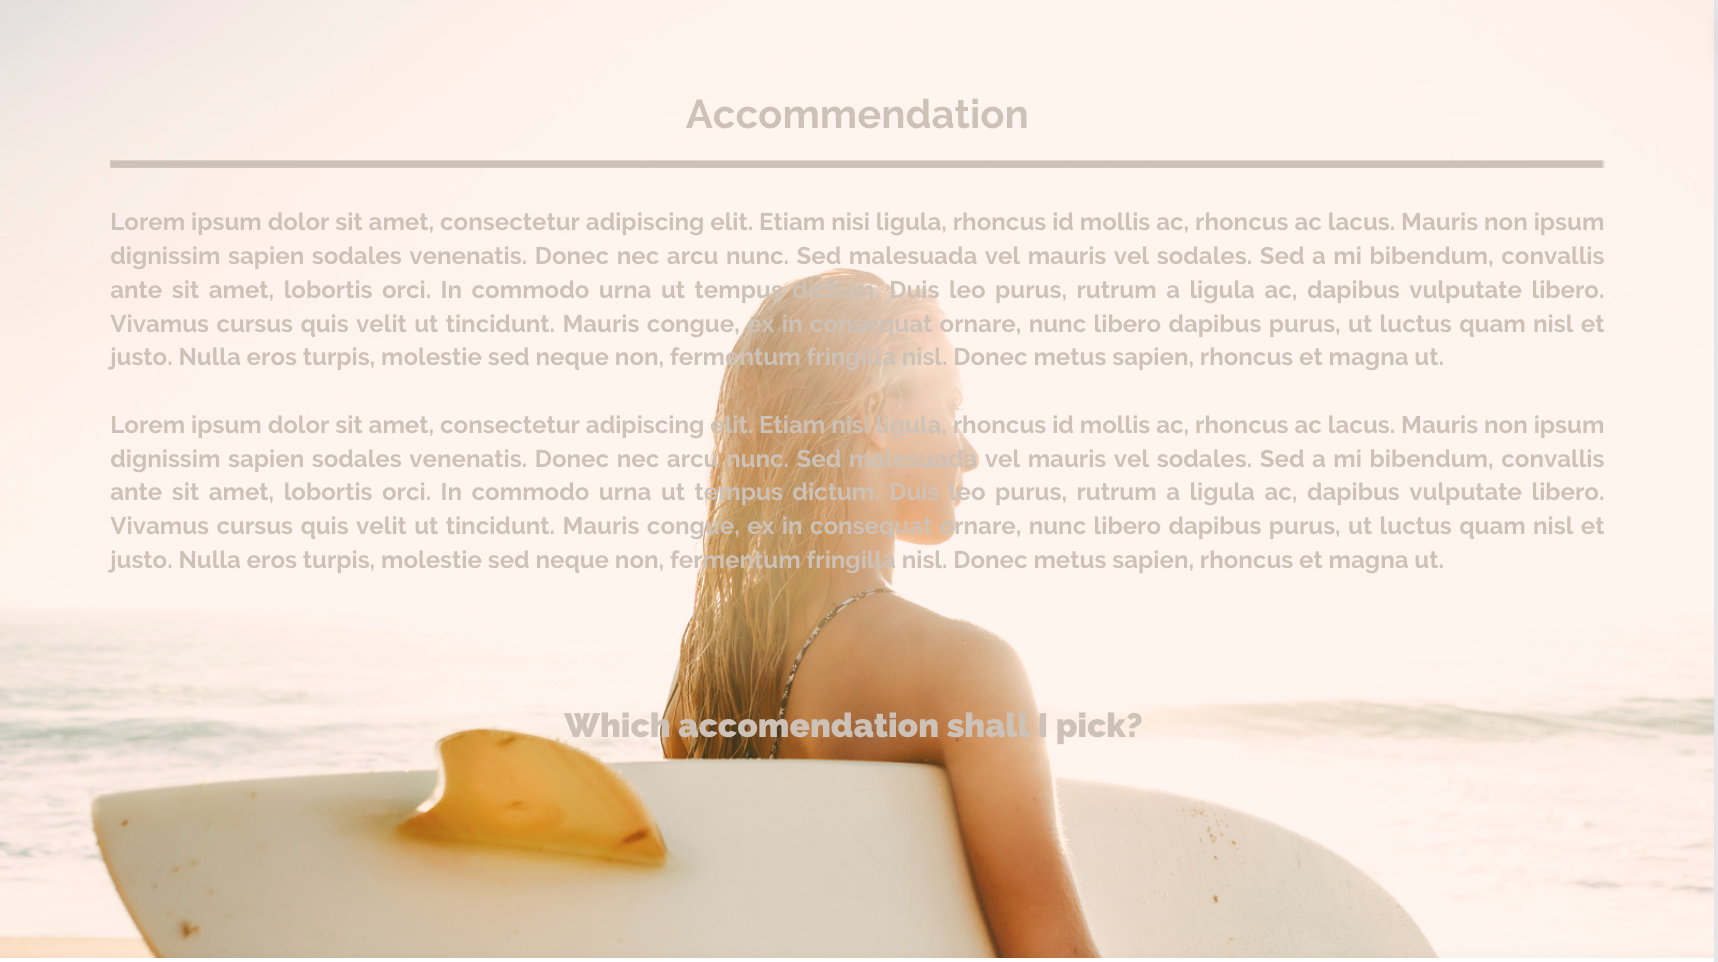 Accommendation
Lorem ipsum dolor sit amet, consectetur adipiscing elit. Etiam nisi ligula, rhoncus id mollis ac, rhoncus ac lacus. Mauris non ipsum
dignissim sapien sodales venenatis. Donec nec arcu nunc. Sed malesuada vel mauris vel sodales. Sed a mi bibendum, convallis
ante sit amet, lobortis orci. In commodo urna ut tempus dictum. Duis leo purus, rutrum a ligula ac, dapibus vulputate libero.
Vivamus cursus quis velit ut tincidunt. Mauris congue, ex in consequat ornare, nunc libero dapibus purus, ut luctus quam nisl et
justo. Nulla eros turpis, molestie sed neque non, fermentum fringilla nisl. Donec metus sapien, rhoncus et magna ut.
Lorem ipsum dolor sit amet, consectetur adipiscing elit. Etiam nisi ligula, rhoncus id mollis ac, rhoncus ac lacus. Mauris non ipsum
dignissim sapien sodales venenatis. Donec nec arcu nunc. Sed malesuada vel mauris vel sodales. Sed a mi bibendum, convallis
ante sit amet, lobortis orci. In commodo urna ut tempus dictum. Duis leo purus, rutrum a ligula ac, dapibus vulputate libero.
Vivamus cursus quis velit ut tincidunt. Mauris congue, ex in consequat ornare, nunc libero dapibus purus, ut luctus quam nisl et
justo. Nulla eros turpis, molestie sed neque non, fermentum fringilla nisl. Donec metus sapien, rhoncus et magna ut.
Which accomendation shall I pick?